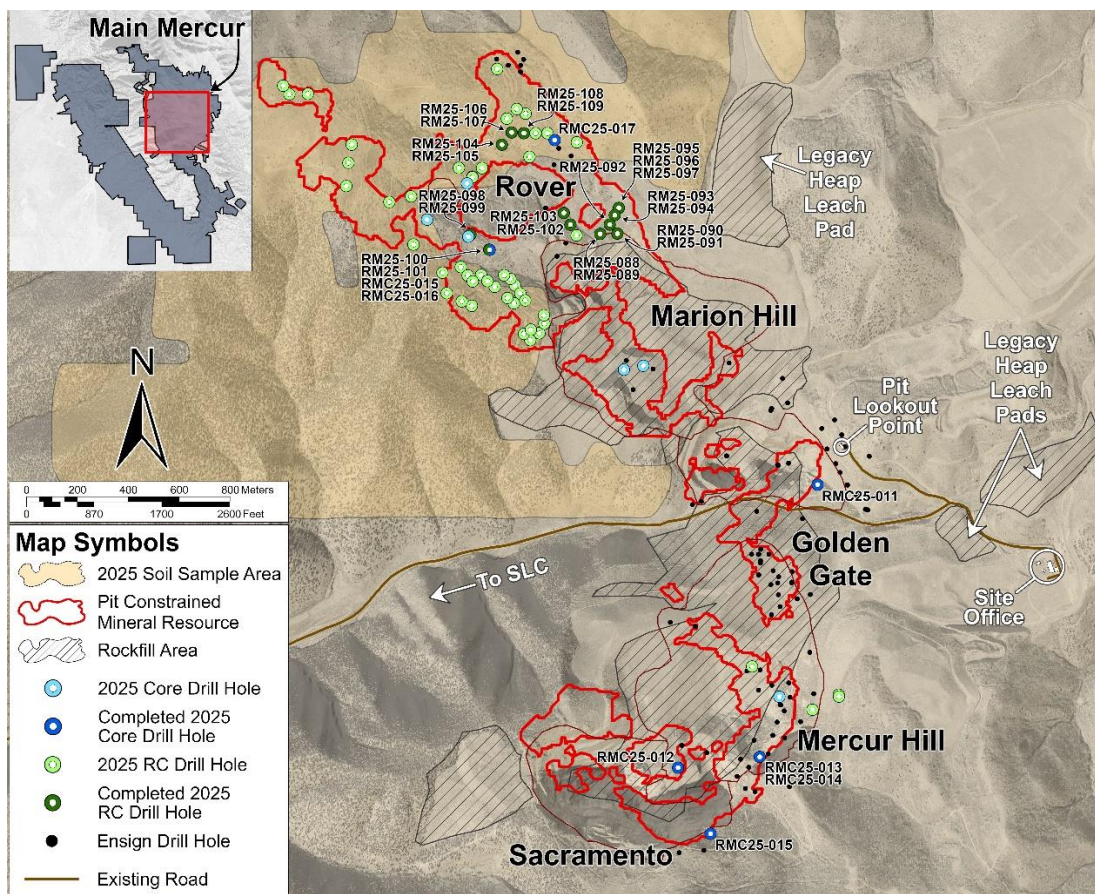 Main Mercur
RM25-106
RM25-107
RM25-108
RM25-109
RMC25-017
RM25-104
RM25-105
RM25-092
RM25-095
RM25-096
RM25-097
Legacy
Heap
Leach
Pad
Rover
RM25-098
RM25-099
RM25-103
RM25-102
RM25-093
RM25-094
RM25-090
RM25-091
RM25-100
RM25-101
RMC25-015
RMC25-016
RM25-088
RM25-089
Marion Hill
Legacy
Heap
Leach
Pads
N
Pit
Lookout
Point
RMC25-011
0 200 400 600 800 Meters
0 870 1700 2600 Feet
Golden
Gate
To SLC
Site
Office
Map Symbols
2025 Soil Sample Area
Pit Constrained
Mineral Resource
Rockfill Area
2025 Core Drill Hole
Completed 2025
Core Drill Hole
2025 RC Drill Hole
Completed 2025
RC Drill Hole
Ensign Drill Hole
Existing Road
Mercur Hill
RMC25-012
RMC25-013
RMC25-014
RMC25-015
Sacramento